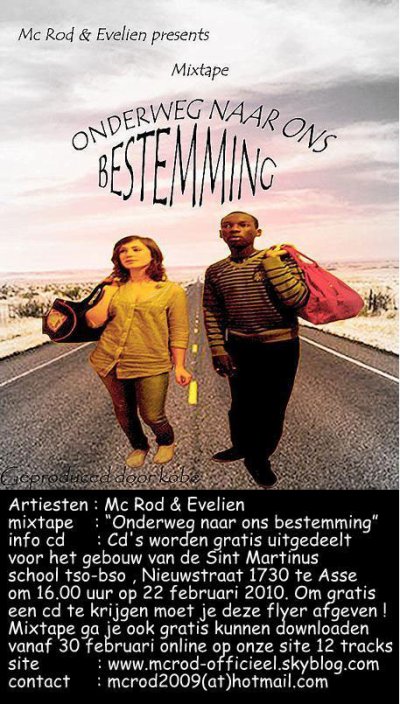 Mc Rod & Evelien presents
Mixtape
ONDERWEG NAAR ONS
BESTEMMING
Geproduced door kobe
Artiesten : Mc Rod & Evelien
mixtape : "Onderweg naar ons bestemming"
info cd : Cd's worden gratis uitgedeelt
voor het gebouw van de Sint Martinus
school tso-bso , Nieuwstraat 1730 te Asse
om 16.00 uur op 22 februari 2010. Om gratis
een cd te krijgen moet je deze flyer afgeven !
Mixtape ga je ook gratis kunnen downloaden
vanaf 30 februari online op onze site 12 tracks
site : www.mcrod-officieel.skyblog.com
contact : mcrod2009(at)hotmail.com